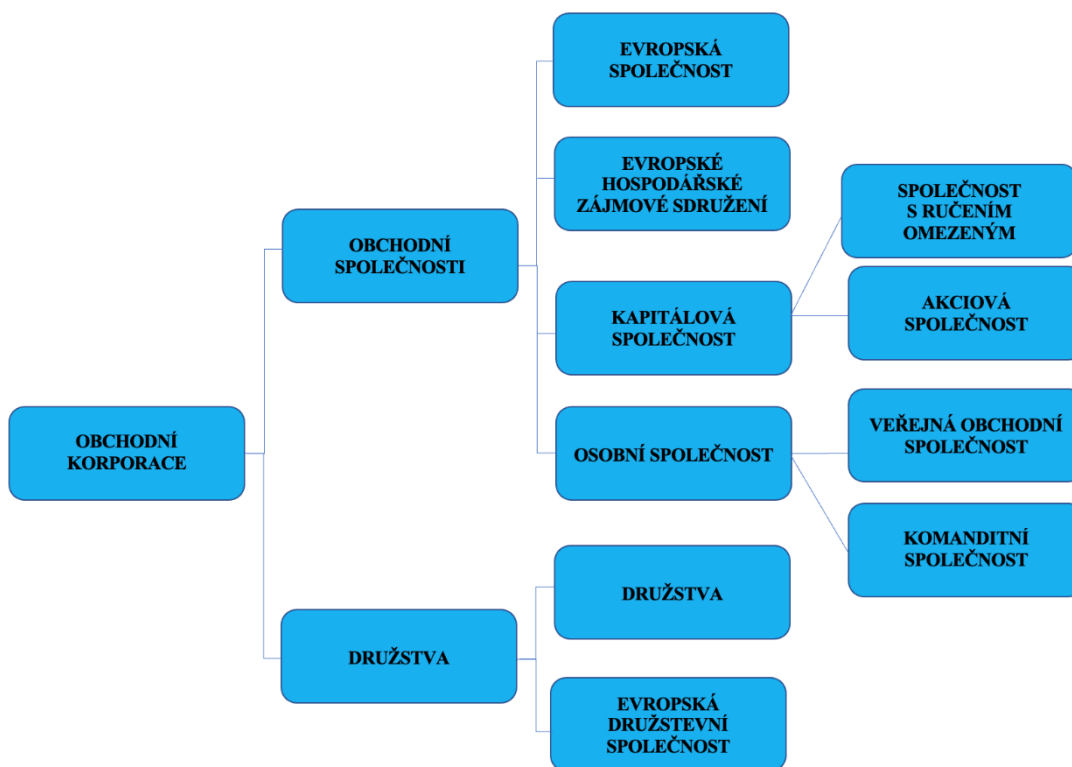 EVROPSKÁ
SPOLEČNOST
EVROPSKÉ
HOSPODÁŘSKÉ
ZÁJMOVÉ SDRUŽENÍ
SPOLEČNOST
S RUČENÍM
OMEZENÝM
OBCHODNÍ
SPOLEČNOSTI
KAPITÁLOVÁ
SPOLEČNOST
AKCIOVÁ
SPOLEČNOST
OBCHODNÍ
KORPORACE
OSOBNÍ SPOLEČNOST
VEŘEJNÁ OBCHODNÍ
SPOLEČNOST
KOMANDITNÍ
SPOLEČNOST
DRUŽSTVA
DRUŽSTVA
EVROPSKÁ
DRUŽSTEVNÍ
SPOLEČNOST